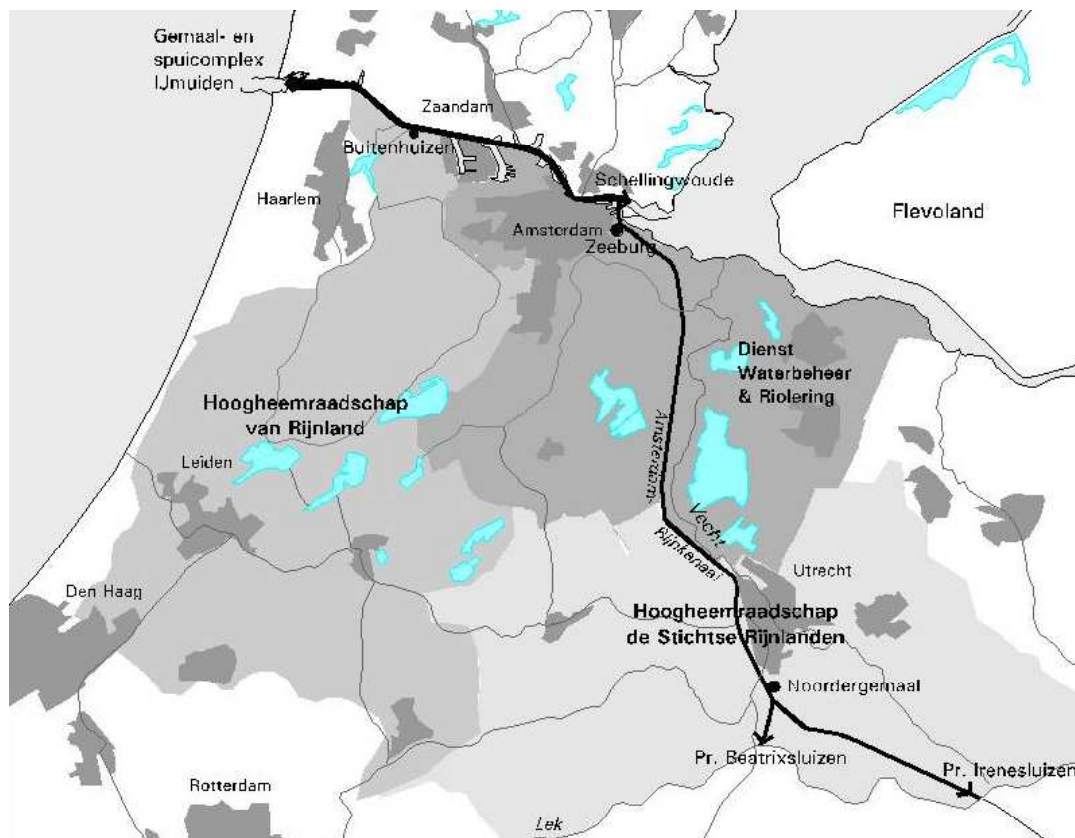 Gemaal- en
spuicomplex
IJmuiden
Zaandam
Buitenhuizen
Haarlem
Schellingwoude
Amsterdam
Zeeburg
Flevoland
Dienst
Waterbeheer
& Riolering
Hoogheemraadschap
van Rijnland
Leiden
Amsterdam-
Rijnkanaal
Vecht
Utrecht
Den Haag
Hoogheemraadschap
de Stichtse Rijnlanden
Noordergemaal
Pr. Beatrixsluizen
Pr. Irenesluizen
Rotterdam
Lek